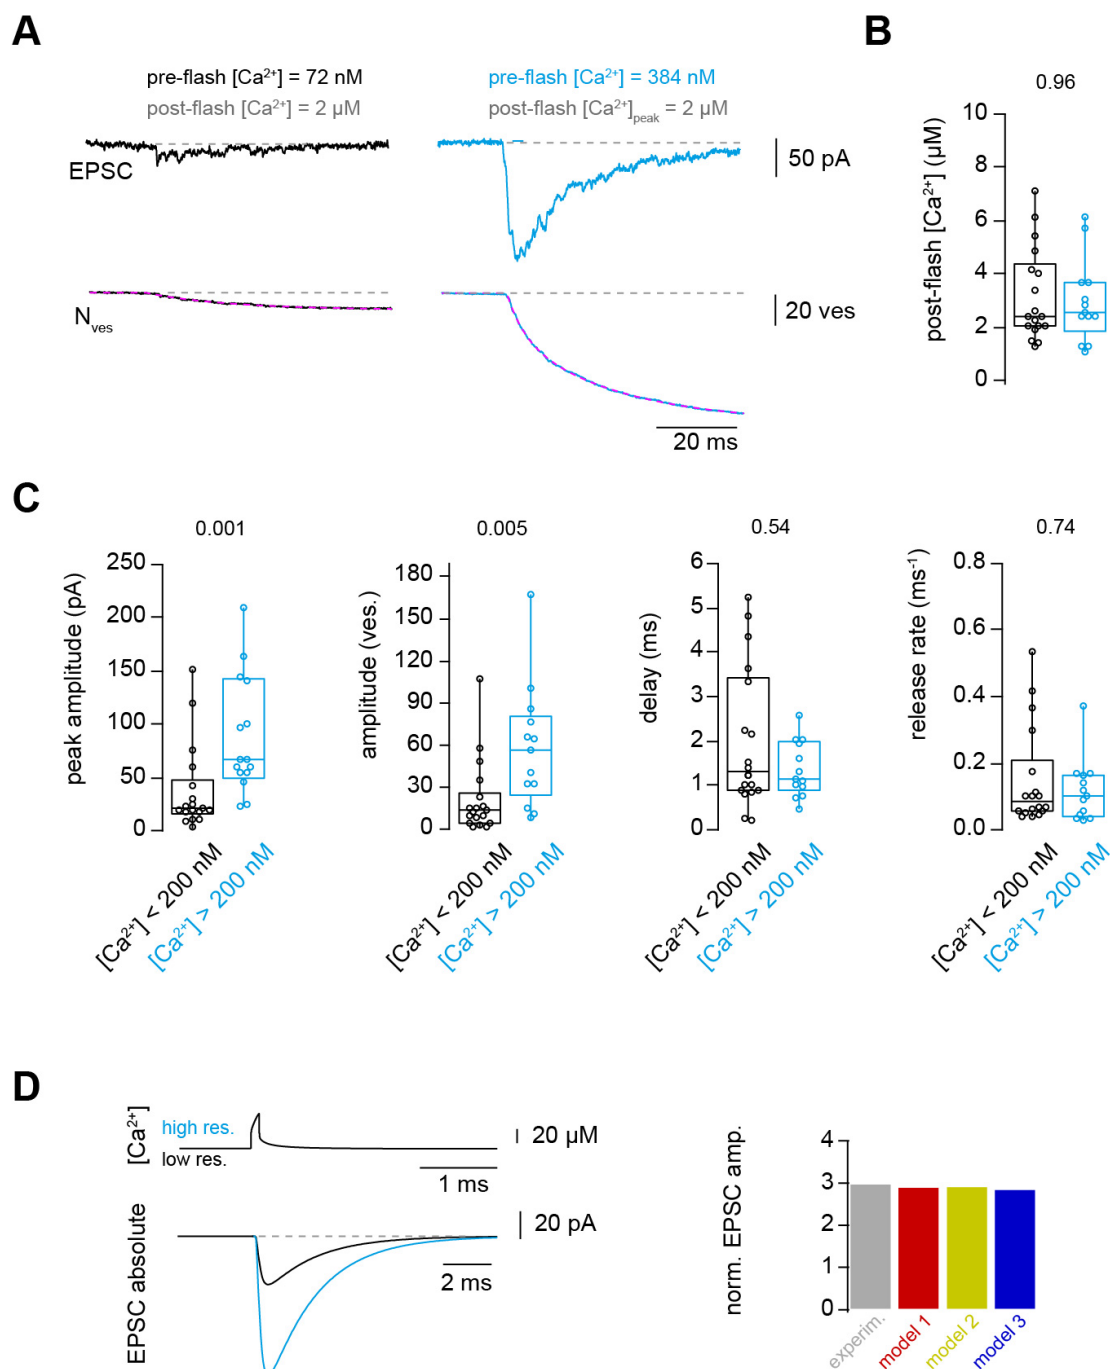 A
pre-flash [Ca²⁺] = 72 nM
post-flash [Ca²⁺] = 2 µM
EPSC
N_ves
pre-flash [Ca²⁺] = 384 nM
post-flash [Ca²⁺]_peak = 2 µM
50 pA
20 ves
20 ms
B
0.96
post-flash [Ca²⁺] (µM)
10
8
6
4
2
0
C
0.001
peak amplitude (pA)
250
200
150
100
50
0
[Ca²⁺] < 200 nM
[Ca²⁺] > 200 nM
0.005
amplitude (ves.)
180
150
120
90
60
30
0
[Ca²⁺] < 200 nM
[Ca²⁺] > 200 nM
0.54
delay (ms)
6
5
4
3
2
1
0
[Ca²⁺] < 200 nM
[Ca²⁺] > 200 nM
0.74
release rate (ms⁻¹)
0.8
0.6
0.4
0.2
0.0
[Ca²⁺] < 200 nM
[Ca²⁺] > 200 nM
D
[Ca²⁺]
high res.
low res.
20 µM
1 ms
EPSC absolute
20 pA
2 ms
norm. EPSC amp.
4
3
2
1
0
experim.
model 1
model 2
model 3